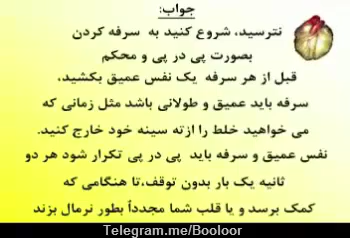 جواب:
نترسید، شروع کنید به سرفه کردن
بصورت پی در پی و محکم
قبل از هر سرفه یک نفس عمیق بکشید،
سرفه باید عمیق و طولانی باشد مثل زمانی که
می خواهید خلط را ازته سینه خود خارج کنید.
نفس عمیق و سرفه باید پی در پی تکرار شود هر دو
ثانیه یک بار بدون توقف،تا هنگامی که
کمک برسد و یا قلب شما مجدداً بطور نرمال بزند
Telegram.me/Booloor